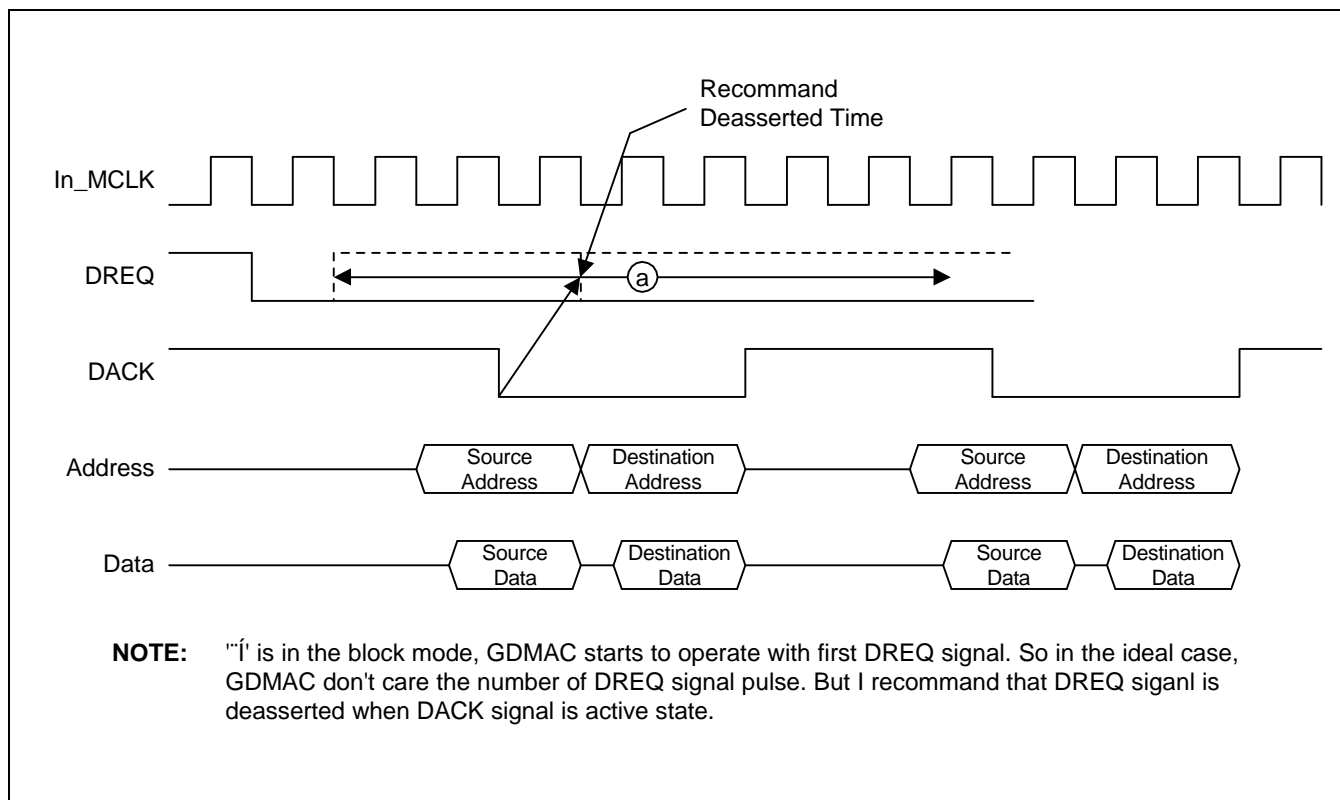 Recommand
Deasserted Time
In_MCLK
DREQ
a
DACK
Address
Source
Address
Destination
Address
Source
Address
Destination
Address
Data
Source
Data
Destination
Data
Source
Data
Destination
Data
NOTE: '¨Í' is in the block mode, GDMAC starts to operate with first DREQ signal. So in the ideal case,
GDMAC don't care the number of DREQ signal pulse. But I recommand that DREQ siganl is
deasserted when DACK signal is active state.